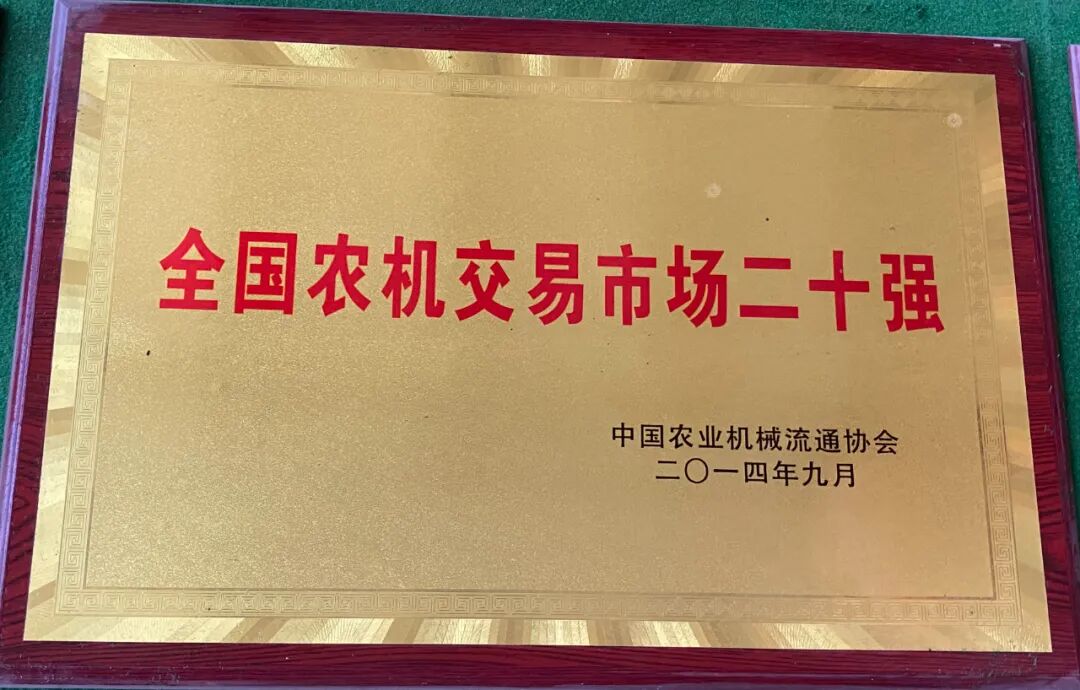 全国农机交易市场二十强
中国农业机械流通协会
二〇一四年九月